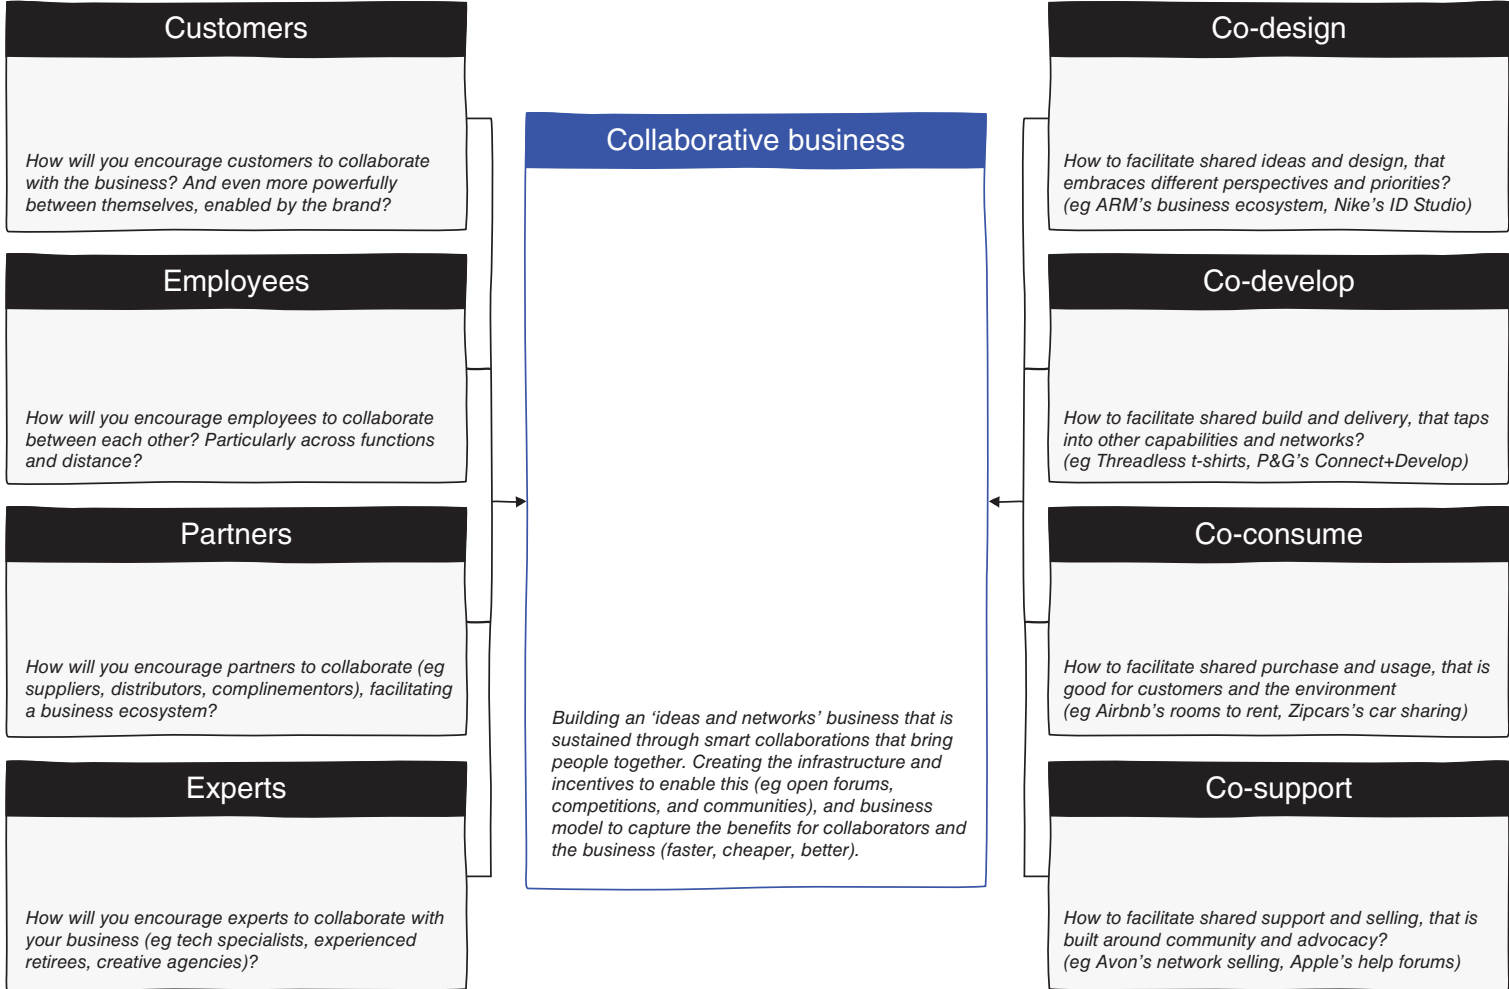 Customers
How will you encourage customers to collaborate
with the business? And even more powerfully
between themselves, enabled by the brand?
Employees
How will you encourage employees to collaborate
between each other? Particularly across functions
and distance?
Partners
How will you encourage partners to collaborate (eg
suppliers, distributors, complinementors), facilitating
a business ecosystem?
Experts
How will you encourage experts to collaborate with
your business (eg tech specialists, experienced
retirees, creative agencies)?
Collaborative business
Building an ‘ideas and networks’ business that is
sustained through smart collaborations that bring
people together. Creating the infrastructure and
incentives to enable this (eg open forums,
competitions, and communities), and business
model to capture the benefits for collaborators and
the business (faster, cheaper, better).
Co-design
How to facilitate shared ideas and design, that
embraces different perspectives and priorities?
(eg ARM’s business ecosystem, Nike’s ID Studio)
Co-develop
How to facilitate shared build and delivery, that taps
into other capabilities and networks?
(eg Threadless t-shirts, P&G’s Connect+Develop)
Co-consume
How to facilitate shared purchase and usage, that is
good for customers and the environment
(eg Airbnb’s rooms to rent, Zipcars’s car sharing)
Co-support
How to facilitate shared support and selling, that is
built around community and advocacy?
(eg Avon’s network selling, Apple’s help forums)